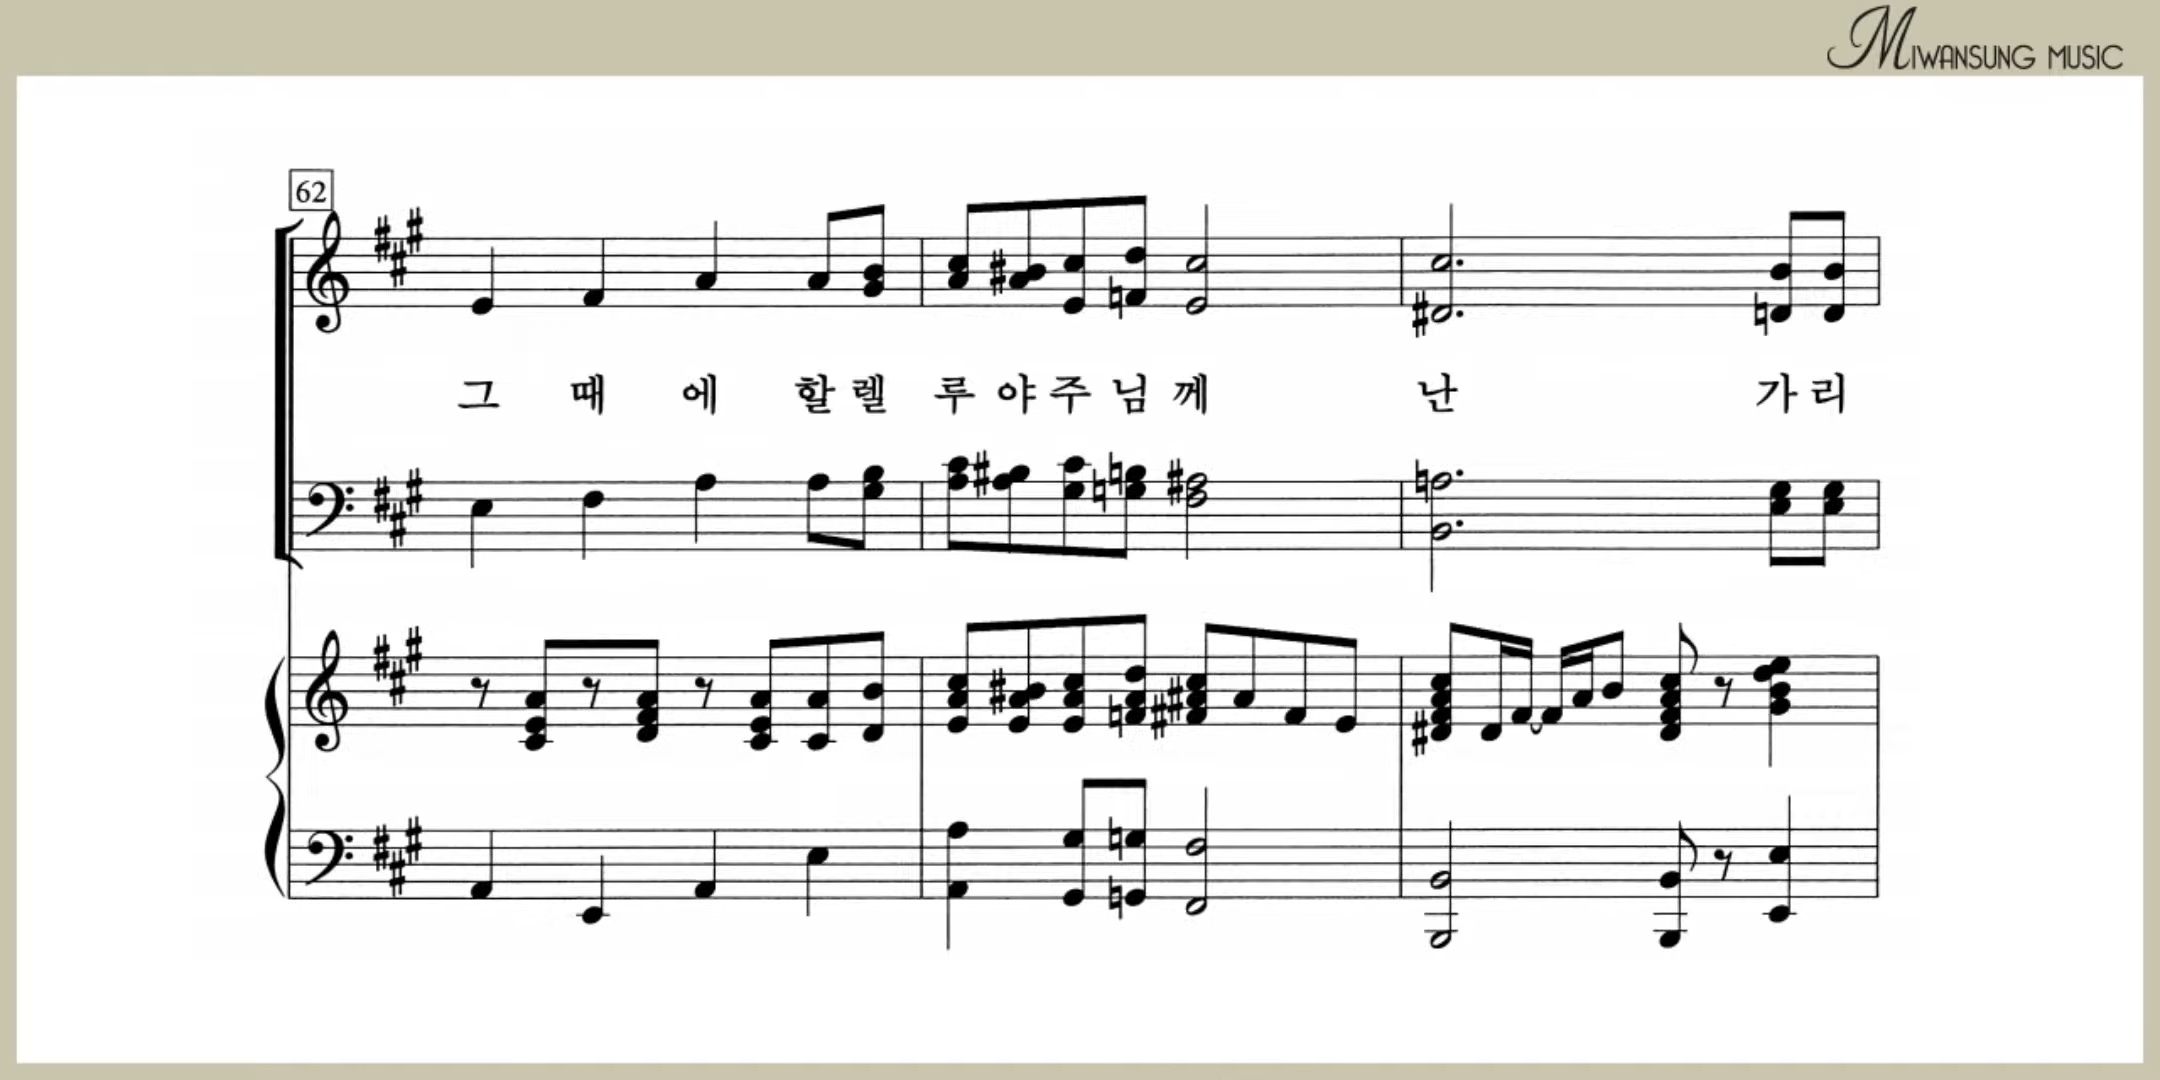 MIWANSUNG MUSIC
62
그 때 에 할 렐 루 야 주 님 께 난 가 리